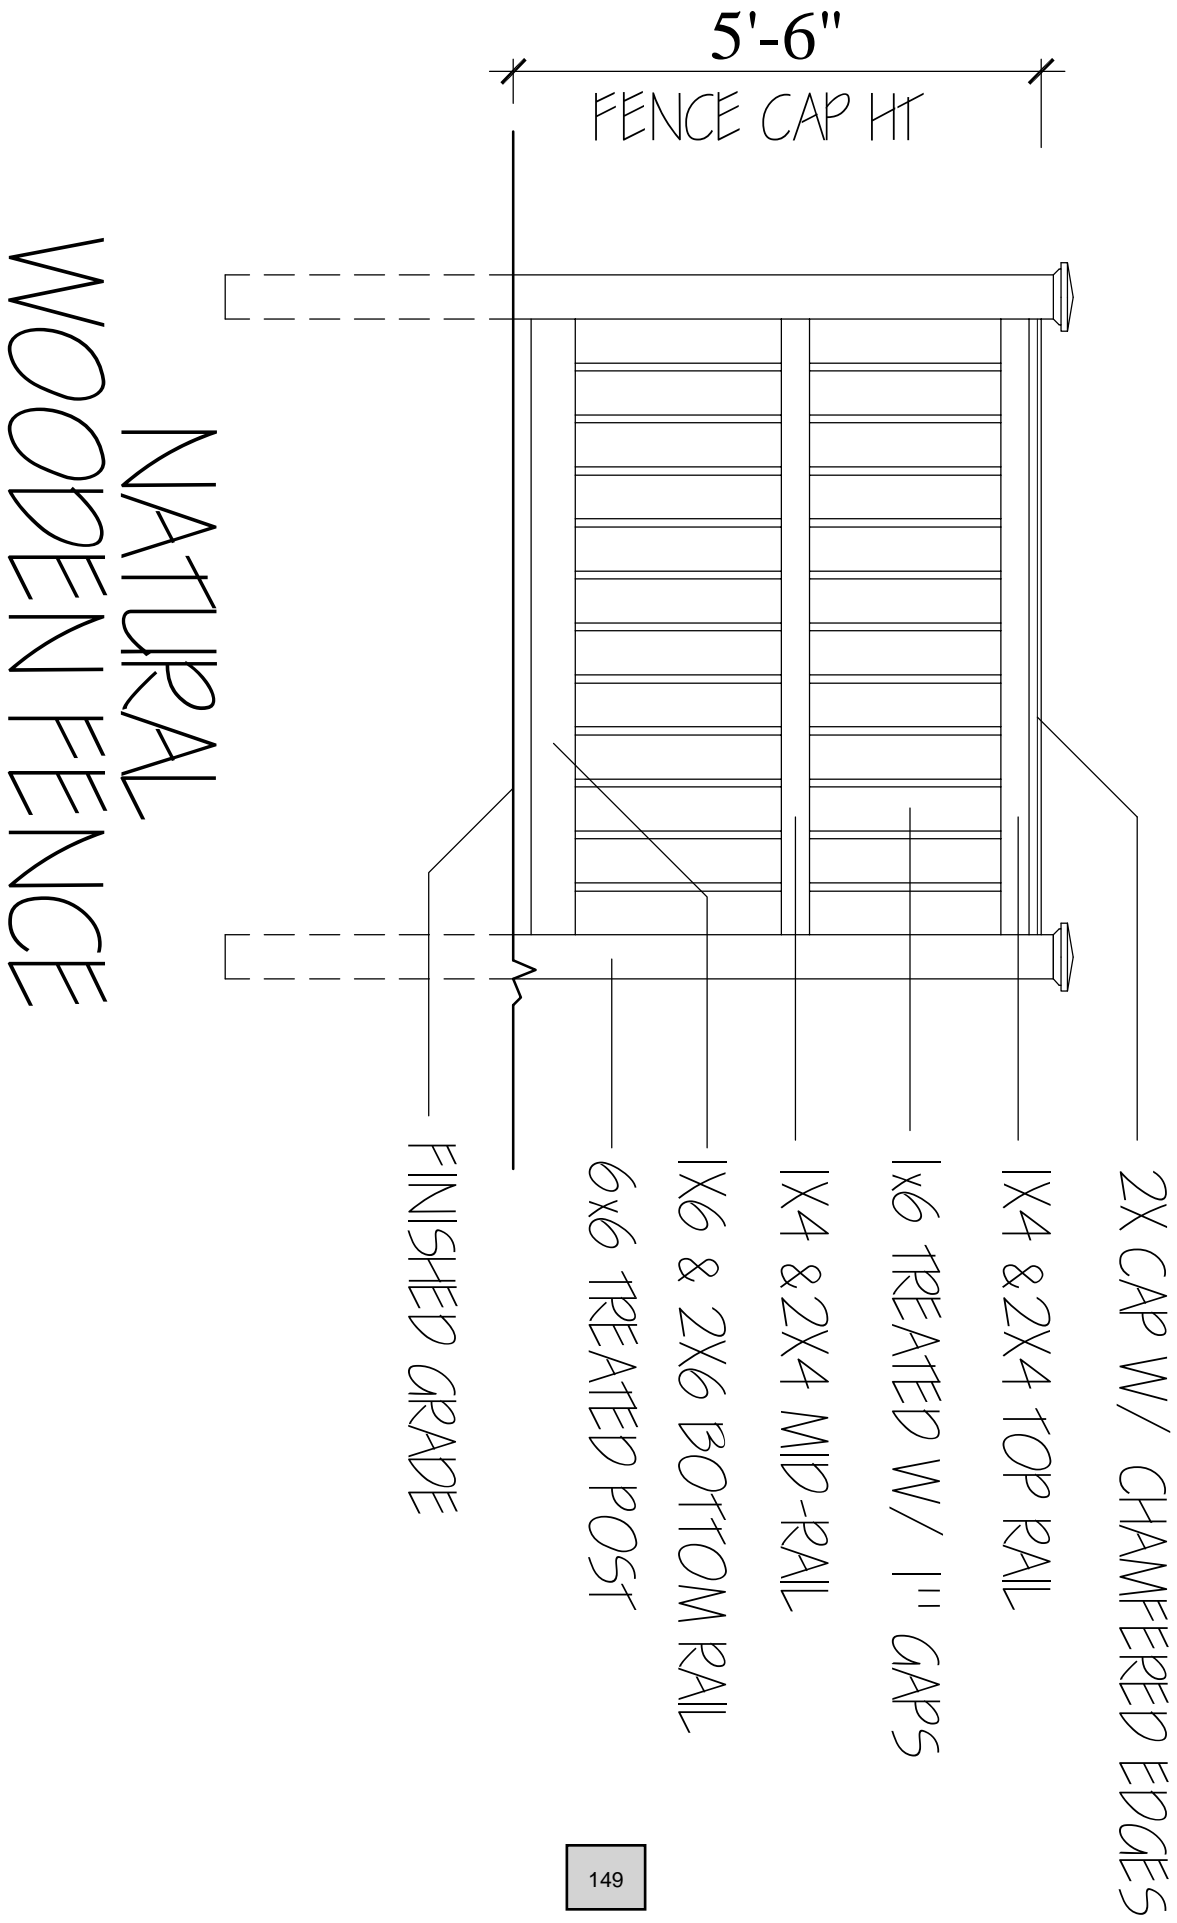 5'-6"
FENCE CAP HT
2X CAP W/ CHAMFERED EDGES
1X4 &2X4 TOP RAIL
1x6 TREATED W/ 1" GAPS
1X4 &2X4 MID-RAIL
1X6 & 2X6 BOTTOM RAIL
6x6 TREATED POST
FINISHED GRADE
NATURAL
WOODEN FENCE
149